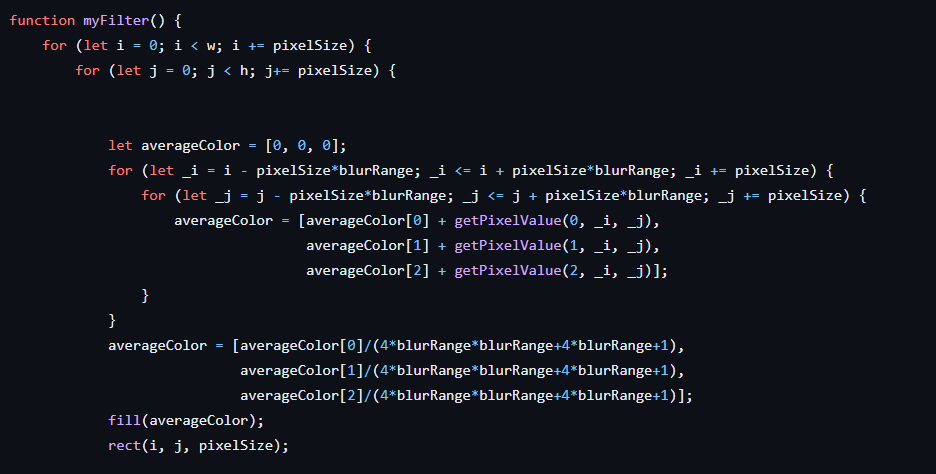 function myFilter() {
    for (let i = 0; i < w; i += pixelSize) {
        for (let j = 0; j < h; j+= pixelSize) {
            let averageColor = [0, 0, 0];
            for (let _i = i - pixelSize*blurRange; _i <= i + pixelSize*blurRange; _i += pixelSize) {
                for (let _j = j - pixelSize*blurRange; _j <= j + pixelSize*blurRange; _j += pixelSize) {
                    averageColor = [averageColor[0] + getPixelValue(0, _i, _j),
                                    averageColor[1] + getPixelValue(1, _i, _j),
                                    averageColor[2] + getPixelValue(2, _i, _j)];
                }
            }
            averageColor = [averageColor[0]/(4*blurRange*blurRange+4*blurRange+1),
                            averageColor[1]/(4*blurRange*blurRange+4*blurRange+1),
                            averageColor[2]/(4*blurRange*blurRange+4*blurRange+1)];
            fill(averageColor);
            rect(i, j, pixelSize);